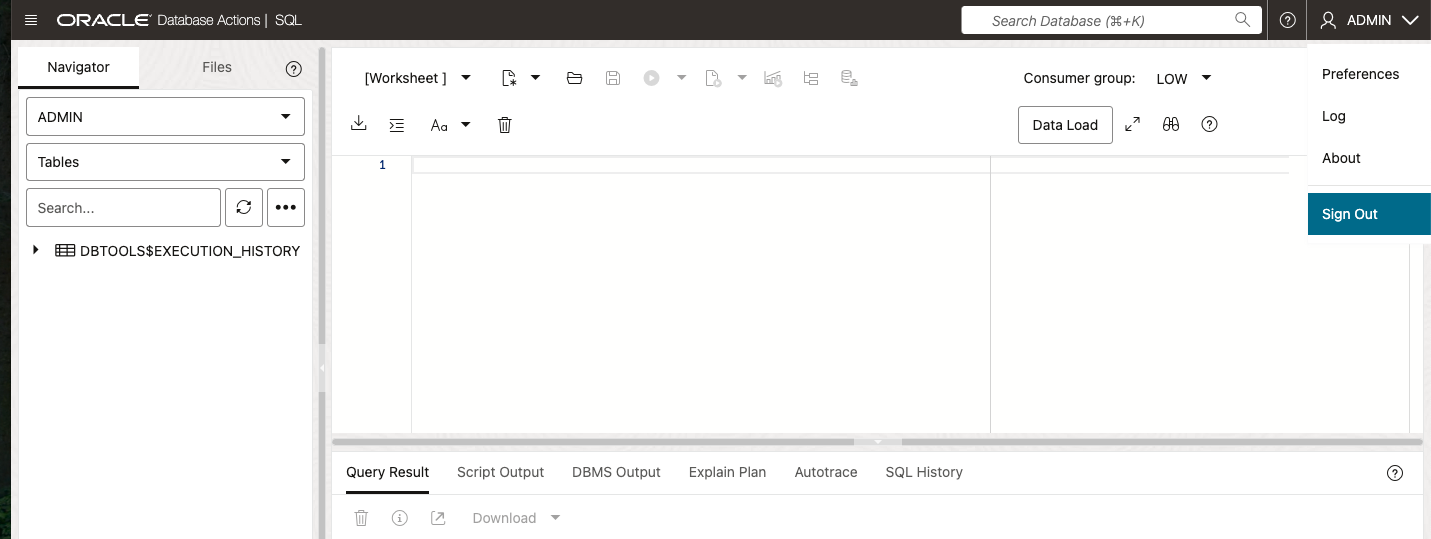 ORACLE Database Actions | SQL
Search Database (⌘+K)
ADMIN
Preferences
Log
About
Sign Out
Navigator
Files
ADMIN
Tables
Search...
DBTOOLS$EXECUTION_HISTORY
[Worksheet ]
Consumer group: LOW
Aa
Data Load
1
Query Result Script Output DBMS Output Explain Plan Autotrace SQL History
Download